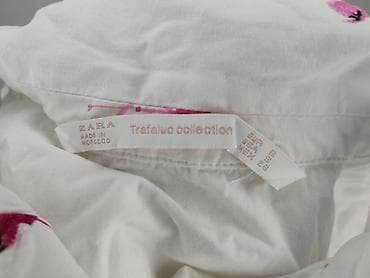 ZARA
MADE IN
MOROCCO
Trafaluc collection